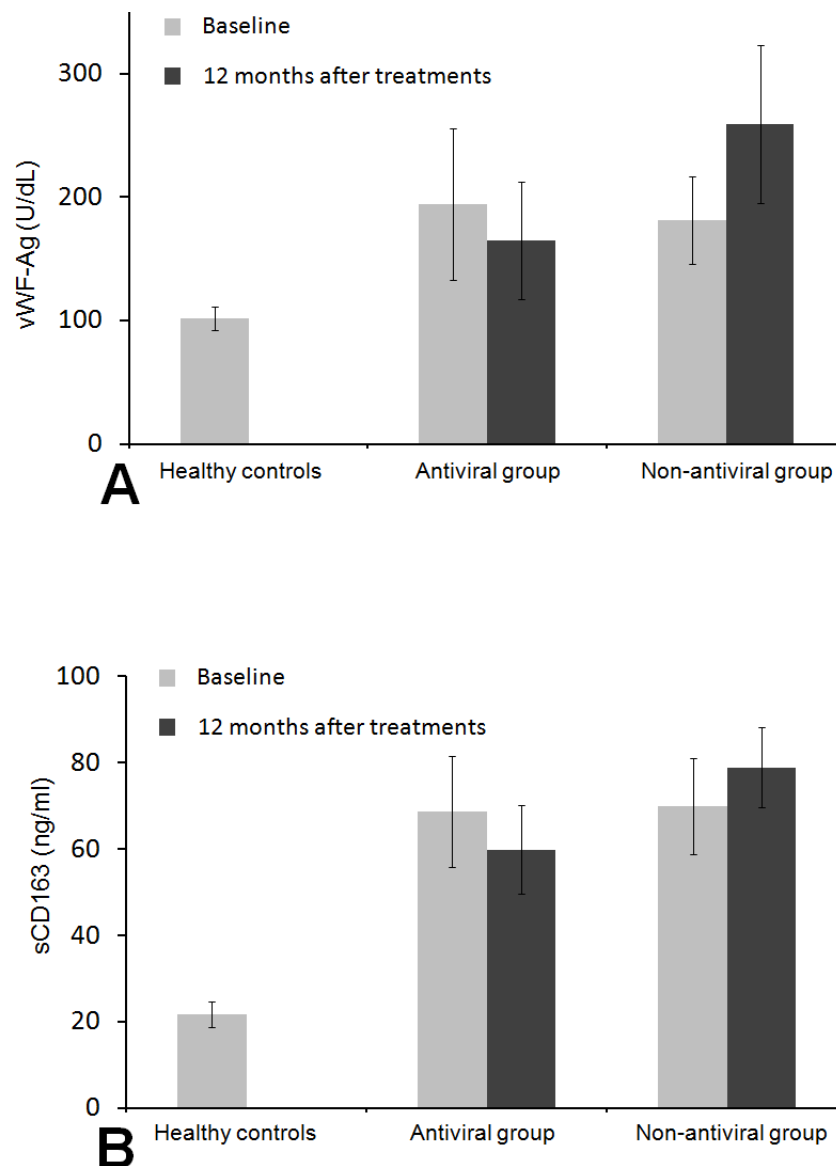 Baseline
12 months after treatments
300
200
100
0
vWF-Ag (U/dL)
A
Healthy controls
Antiviral group
Non-antiviral group
Baseline
12 months after treatments
100
80
60
40
20
0
sCD163 (ng/ml)
B
Healthy controls
Antiviral group
Non-antiviral group